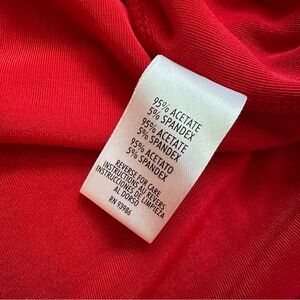 95% ACETATE
5% SPANDEX
95% ACETATE
5% SPANDEX
95% ACETATO
5% SPANDEX
REVERSE FOR CARE
INSTRUCTIONS AU REVERS
INSTRUCCIONES DE LIMPIEZA
AL DORSO
RN 93986